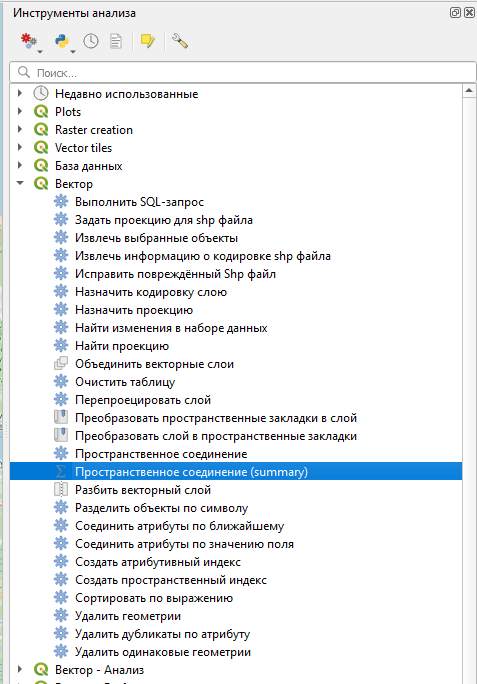 Инструменты анализа
Поиск...
Недавно использованные
Plots
Raster creation
Vector tiles
База данных
Вектор
Выполнить SQL-запрос
Задать проекцию для shp файла
Извлечь выбранные объекты
Извлечь информацию о кодировке shp файла
Исправить повреждённый Shp файл
Назначить кодировку слою
Назначить проекцию
Найти изменения в наборе данных
Найти проекцию
Объединить векторные слои
Очистить таблицу
Перепроецировать слой
Преобразовать пространственные закладки в слой
Преобразовать слой в пространственные закладки
Пространственное соединение
Пространственное соединение (summary)
Разбить векторный слой
Разделить объекты по символу
Соединить атрибуты по ближайшему
Соединить атрибуты по значению поля
Создать атрибутивный индекс
Создать пространственный индекс
Сортировать по выражению
Удалить геометрии
Удалить дубликаты по атрибуту
Удалить одинаковые геометрии
Вектор - Анализ